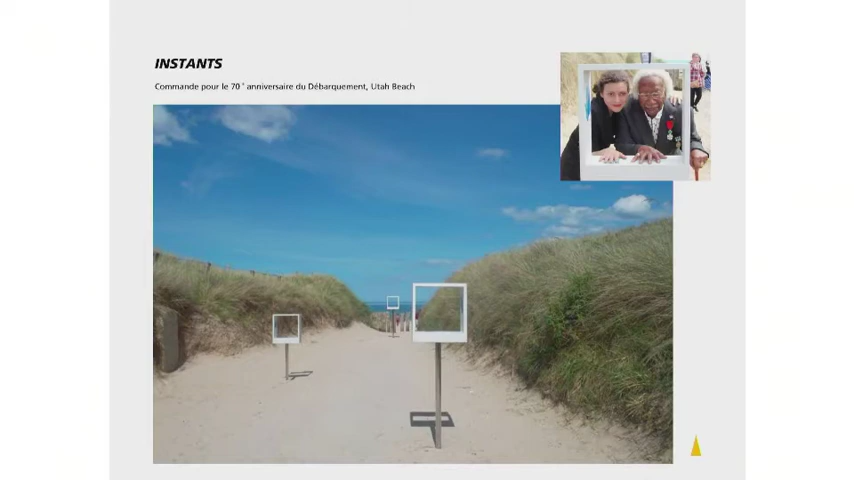 INSTANTS
Commande pour le 70° anniversaire du Débarquement, Utah Beach